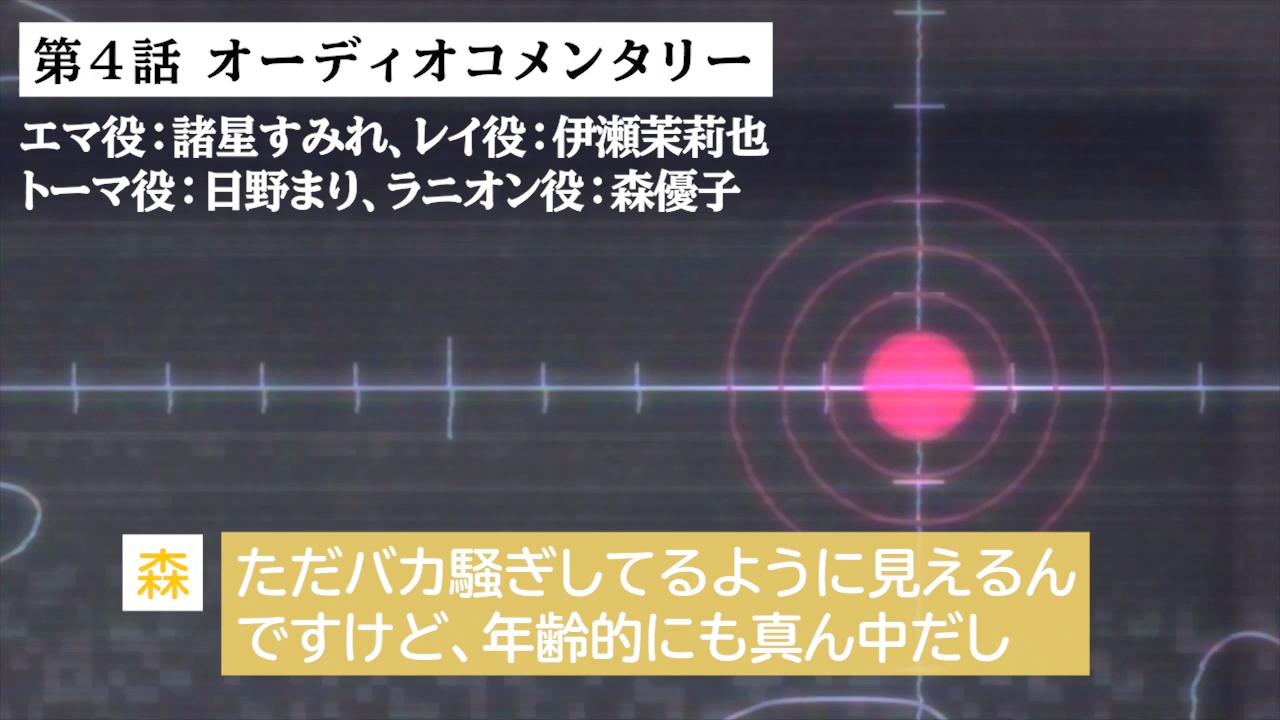 第４話 オーディオコメンタリー
エマ役：諸星すみれ、レイ役：伊瀬茉莉也
トーマ役：日野まり、ラニオン役：森優子
森
ただバカ騒ぎしてるように見えるん
ですけど、年齢的にも真ん中だし